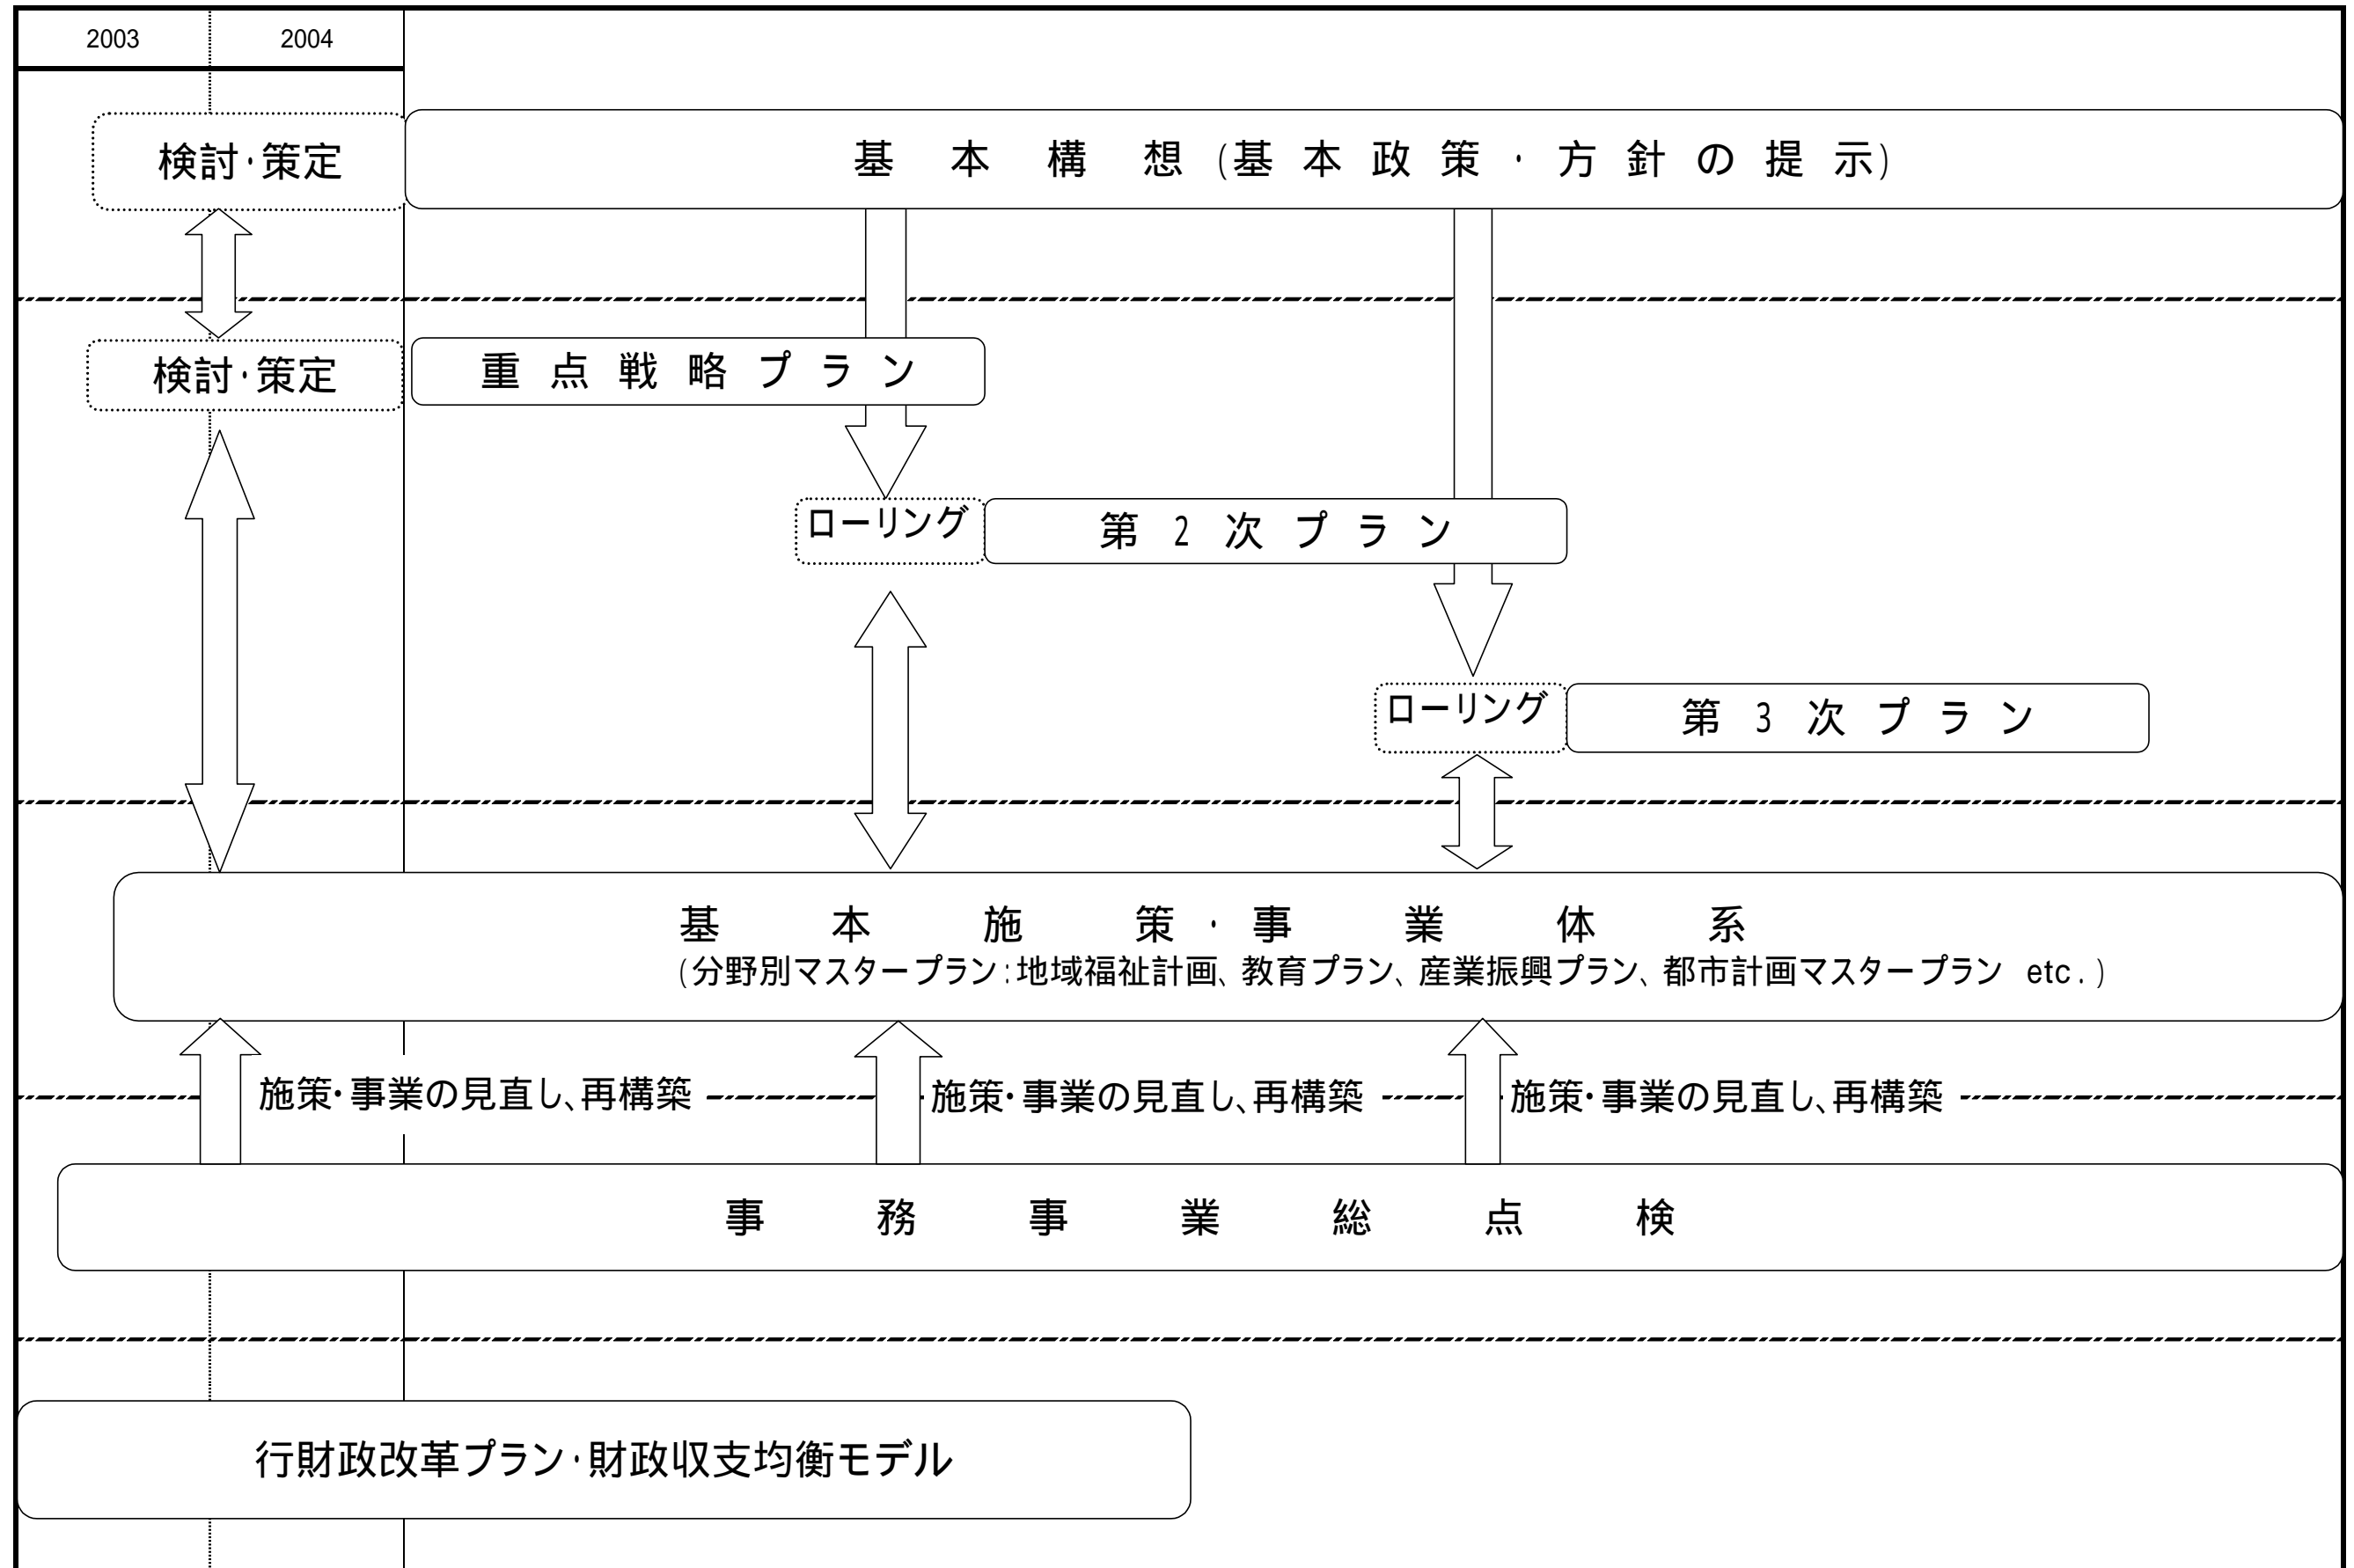 2003 2004
検討・策定
基本構想(基本政策・方針の提示)
検討・策定
重点戦略プラン
ローリング
第2次プラン
ローリング
第3次プラン
基本施策・事業体系
(分野別マスタープラン:地域福祉計画、教育プラン、産業振興プラン、都市計画マスタープラン etc.)
施策・事業の見直し、再構築
施策・事業の見直し、再構築
施策・事業の見直し、再構築
事務事業総点検
行財政改革プラン・財政収支均衡モデル